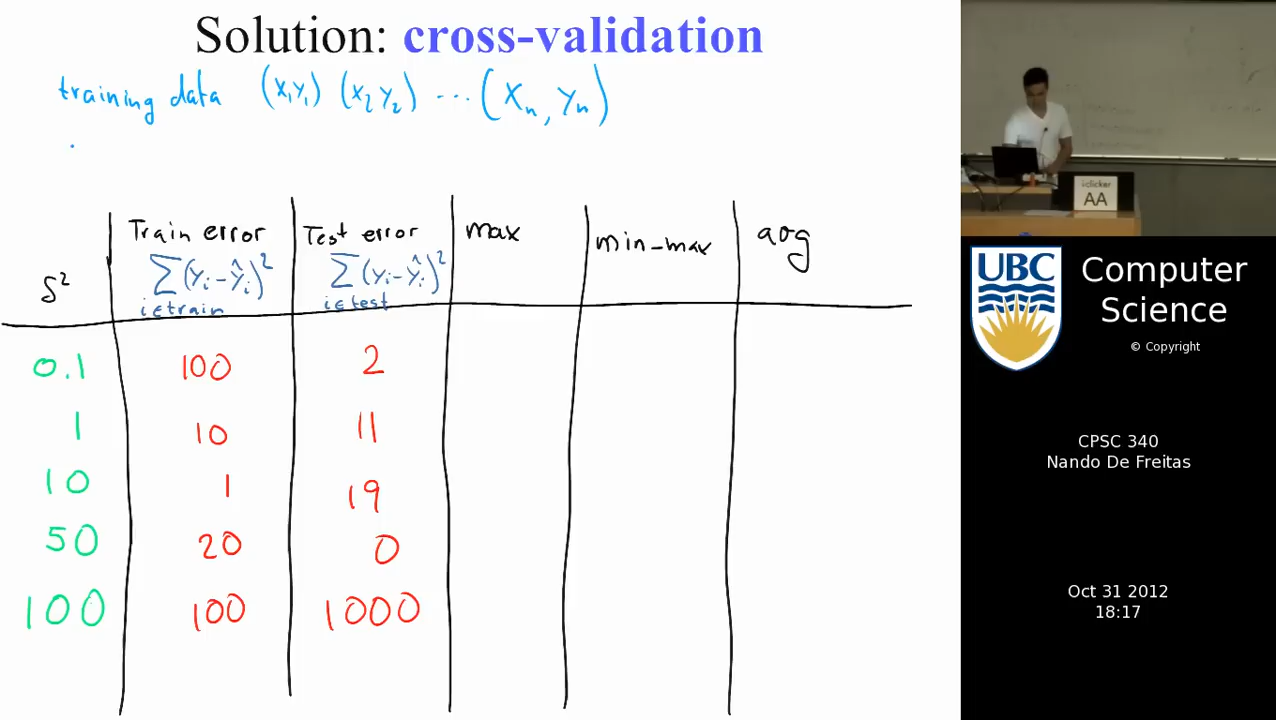 Solution: cross-validation
training data (x₁y₁) (x₂y₂) ... (xₙ, yₙ)
δ² Train error Test error max min-max avg
∑(yᵢ-ŷᵢ)² ∑(yᵢ-ŷᵢ)²
i∈train i∈test
0.1 100 2
1 10 11
10 1 19
50 20 0
100 100 1000
i>clicker
AA
UBC
Computer
Science
© Copyright
CPSC 340
Nando De Freitas
Oct 31 2012
18:17